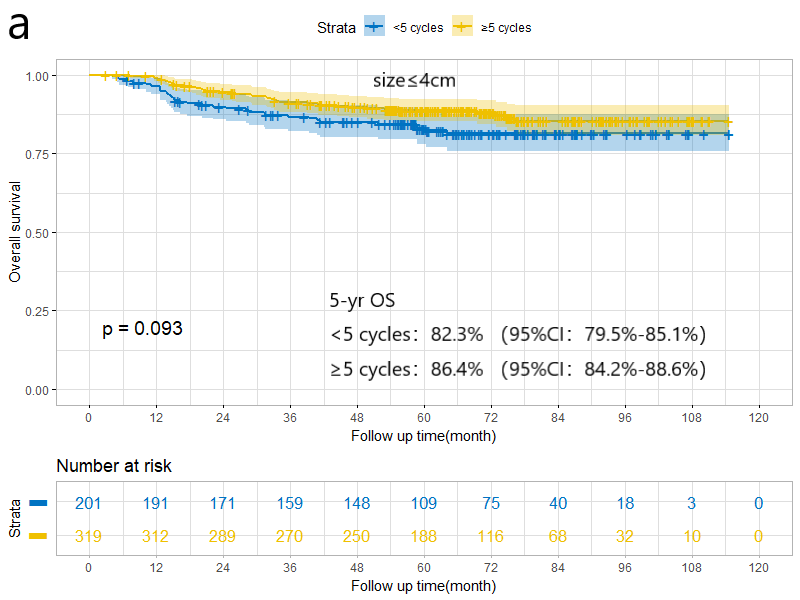 a
Strata <5 cycles ≥5 cycles
size≤4cm
1.00
0.75
0.50
0.25
0.00
Overall survival
5-yr OS
p = 0.093
<5 cycles: 82.3% (95%CI: 79.5%-85.1%)
≥5 cycles: 86.4% (95%CI: 84.2%-88.6%)
0 12 24 36 48 60 72 84 96 108 120
Follow up time(month)
Number at risk
Strata
201 191 171 159 148 109 75 40 18 3 0
319 312 289 270 250 188 116 68 32 10 0
0 12 24 36 48 60 72 84 96 108 120
Follow up time(month)